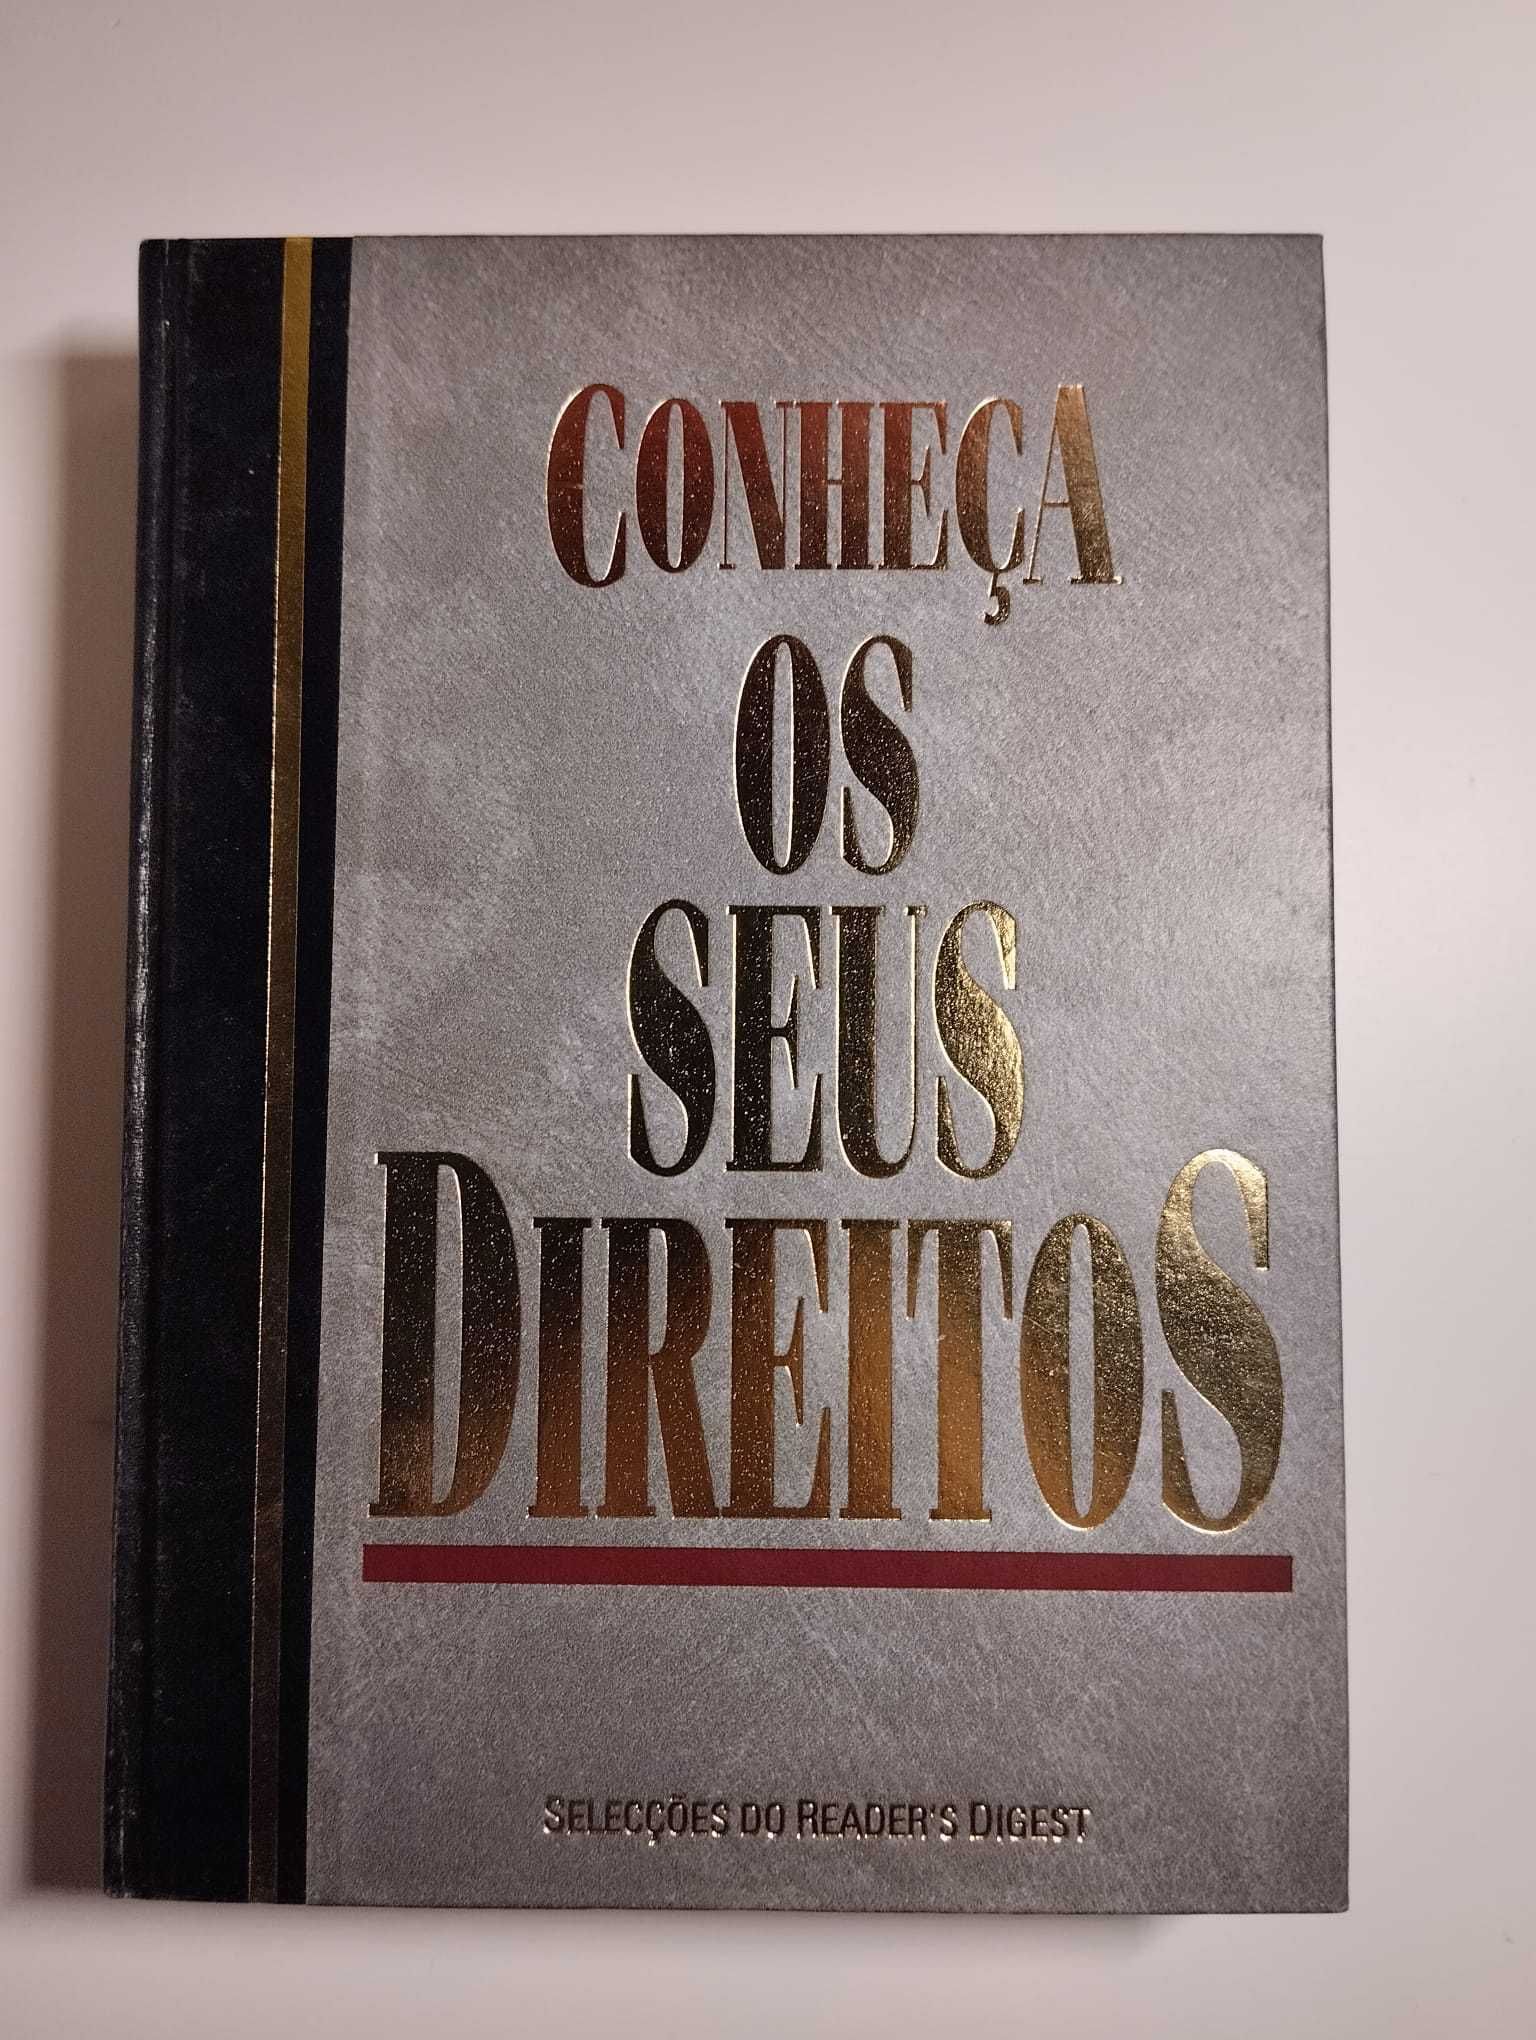 CONHEÇA
OS
SEUS
DIREITOS
SELECÇÕES DO READER'S DIGEST